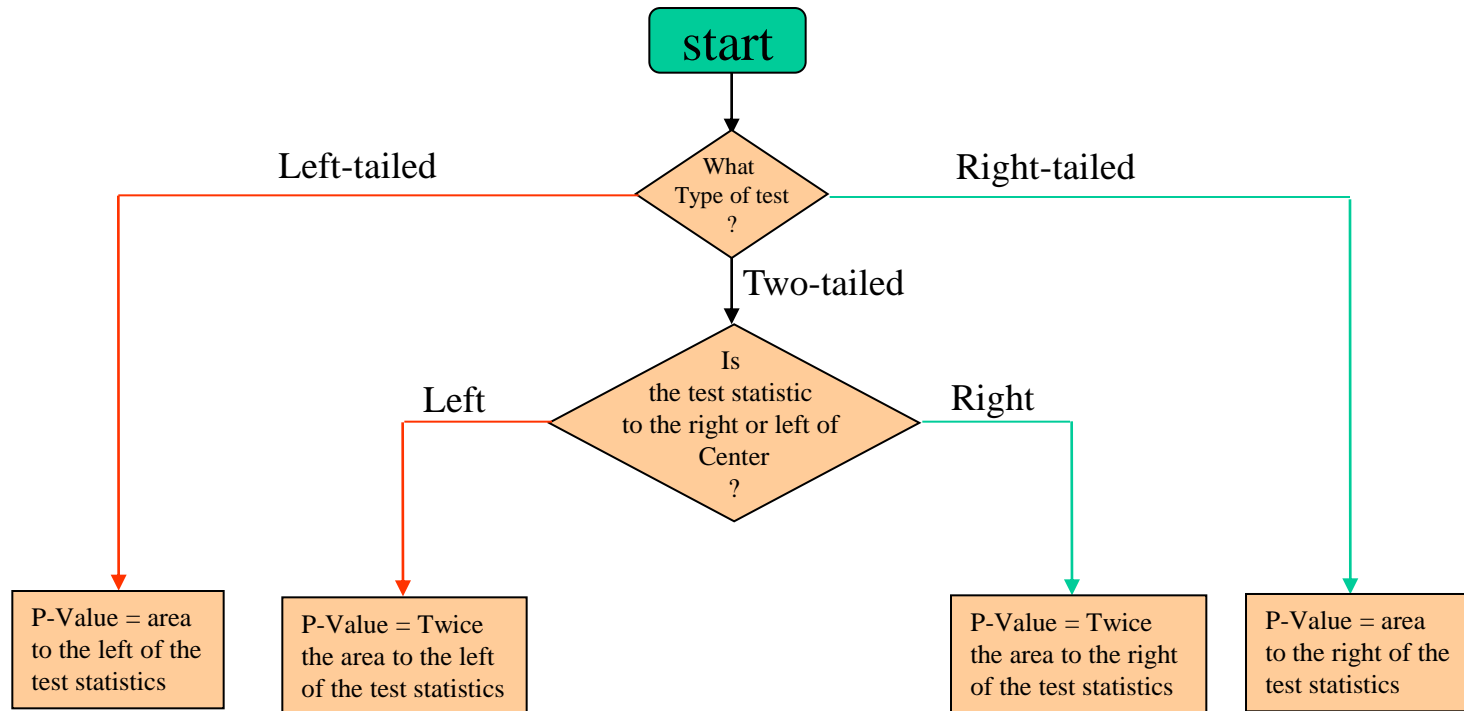 start
Left-tailed
What
Type of test
?
Right-tailed
Two-tailed
Is
the test statistic
to the right or left of
Center
?
Left
Right
P-Value = area
to the left of the
test statistics
P-Value = Twice
the area to the left
of the test statistics
P-Value = Twice
the area to the right
of the test statistics
P-Value = area
to the right of the
test statistics